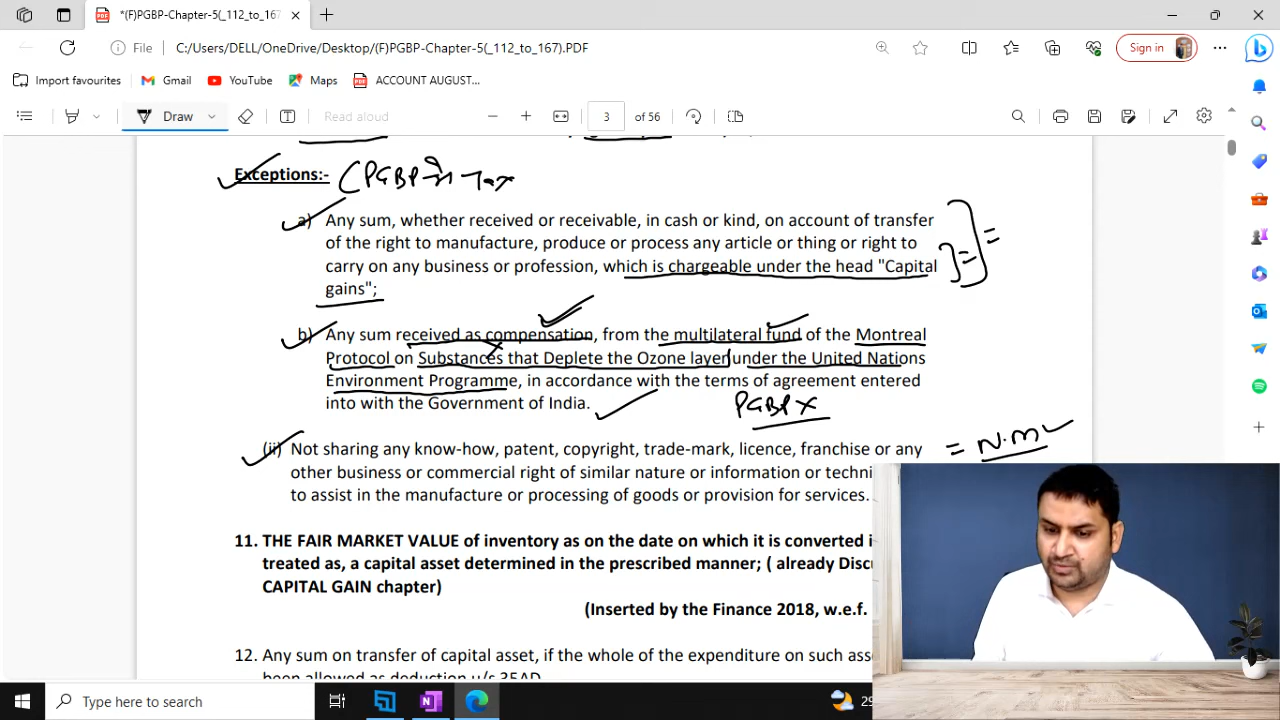 *(F)PGBP-Chapter-5(_112_to_167
File
C:/Users/DELL/OneDrive/Desktop/(F)PGBP-Chapter-5(_112_to_167).PDF
Sign in
Import favourites
Gmail
YouTube
Maps
ACCOUNT AUGUST...
Draw
Read aloud
3 of 56
Exceptions:- (PGBP Tax
a) Any sum, whether received or receivable, in cash or kind, on account of transfer
of the right to manufacture, produce or process any article or thing or right to
carry on any business or profession, which is chargeable under the head "Capital
gains";
b) Any sum received as compensation, from the multilateral fund of the Montreal
Protocol on Substances that Deplete the Ozone layer under the United Nations
Environment Programme, in accordance with the terms of agreement entered
into with the Government of India.
PGBP X
(ii) Not sharing any know-how, patent, copyright, trade-mark, licence, franchise or any
= N.M
other business or commercial right of similar nature or information or techni
to assist in the manufacture or processing of goods or provision for services.
11. THE FAIR MARKET VALUE of inventory as on the date on which it is converted i
treated as, a capital asset determined in the prescribed manner; ( already Disc
CAPITAL GAIN chapter)
(Inserted by the Finance 2018, w.e.f.
12. Any sum on transfer of capital asset, if the whole of the expenditure on such ass
been allowed as deduction u/s 35AD
Type here to search
29